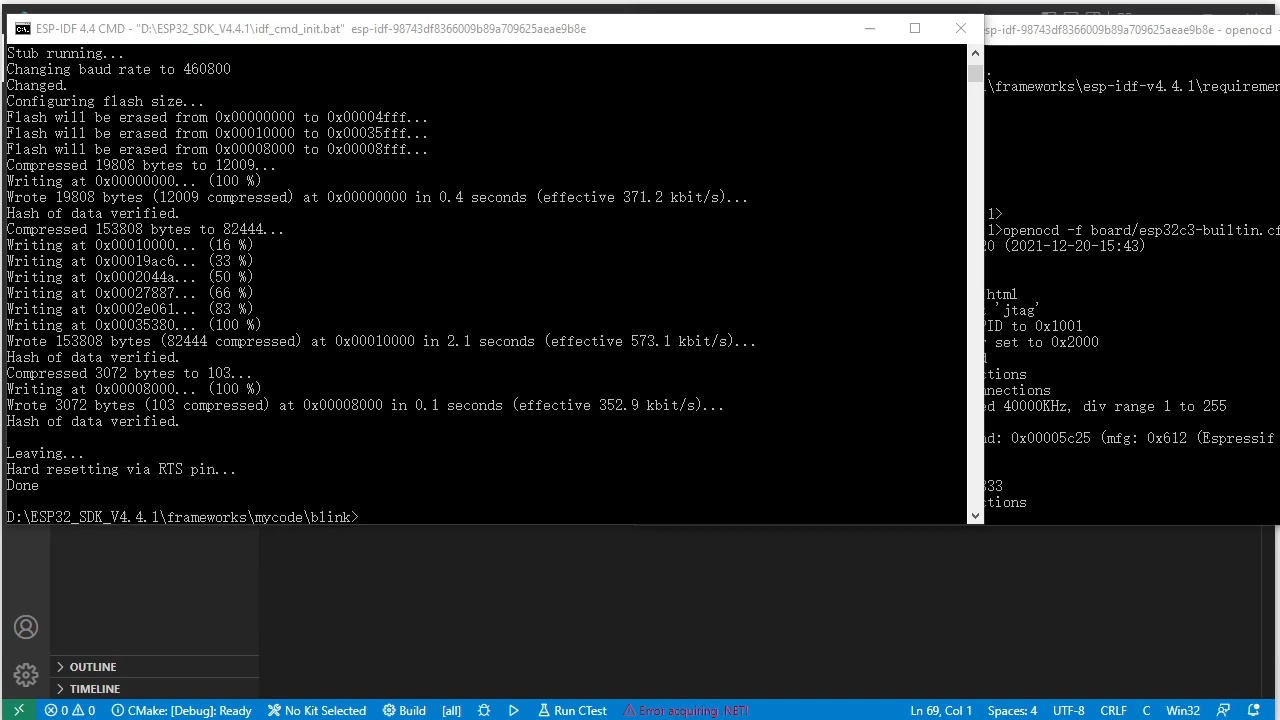 ESP-IDF 4.4 CMD - "D:\ESP32_SDK_V4.4.1\idf_cmd_init.bat" esp-idf-98743df8366009b89a709625aeae9b8e
Stub running...
Changing baud rate to 460800
Changed.
Configuring flash size...
Flash will be erased from 0x00000000 to 0x00004fff...
Flash will be erased from 0x00010000 to 0x00035fff...
Flash will be erased from 0x00008000 to 0x00008fff...
Compressed 19808 bytes to 12009...
Writing at 0x00000000... (100 %)
Wrote 19808 bytes (12009 compressed) at 0x00000000 in 0.4 seconds (effective 371.2 kbit/s)...
Hash of data verified.
Compressed 153808 bytes to 82444...
Writing at 0x00010000... (16 %)
Writing at 0x00019ac6... (33 %)
Writing at 0x0002044a... (50 %)
Writing at 0x00027887... (66 %)
Writing at 0x0002e061... (83 %)
Writing at 0x00035380... (100 %)
Wrote 153808 bytes (82444 compressed) at 0x00010000 in 2.1 seconds (effective 573.1 kbit/s)...
Hash of data verified.
Compressed 3072 bytes to 103...
Writing at 0x00008000... (100 %)
Wrote 3072 bytes (103 compressed) at 0x00008000 in 0.1 seconds (effective 352.9 kbit/s)...
Hash of data verified.
Leaving...
Hard resetting via RTS pin...
Done
D:\ESP32_SDK_V4.4.1\frameworks\mycode\blink>
sp-idf-98743df8366009b89a709625aeae9b8e - openocd -
\frameworks\esp-idf-v4.4.1\requiremen
1>
1>openocd -f board/esp32c3-builtin.cf
20 (2021-12-20-15:43)
html
'jtag'
PID to 0x1001
set to 0x2000
ctions
nnections
ed 40000KHz, div range 1 to 255
nd: 0x00005c25 (mfg: 0x612 (Espressif
333
ctions
OUTLINE
TIMELINE
0 0 CMake: [Debug]: Ready No Kit Selected Build [all] Run CTest Error acquiring .NET! Ln 69, Col 1 Spaces: 4 UTF-8 CRLF C Win32